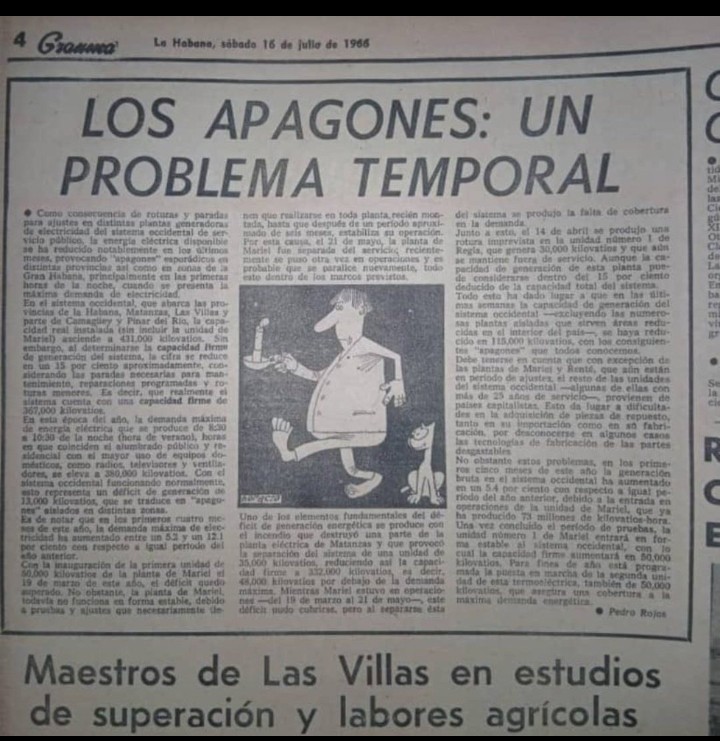 4 Granma
La Habana, sábado 16 de julio de 1966
LOS APAGONES: UN
PROBLEMA TEMPORAL
● Como consecuencia de roturas y paradas
para ajustes en distintas plantas generadoras
de electricidad del sistema occidental de ser-
vicio público, la energía eléctrica disponible
se ha reducido notablemente en los últimos
meses, provocando "apagones" esporádicos en
distintas provincias así como en zonas de la
Gran Habana, principalmente en las primeras
horas de la noche, cuando se presenta la
máxima demanda de electricidad.
En el sistema occidental, que abarca las pro-
vincias de la Habana, Matanzas, Las Villas y
parte de Camagüey y Pinar del Río, la capa-
cidad real instalada (sin incluir la unidad de
Mariel) asciende a 431,000 kilovatios. Sin
embargo, al determinarse la capacidad firme
de generación del sistema, la cifra se reduce
en un 15 por ciento aproximadamente, con-
siderando las paradas necesarias para man-
tenimiento, reparaciones programadas y ro-
turas menores. Es decir, que realmente el
sistema cuenta con una capacidad firme de
367,000 kilovatios.
En esta época del año, la demanda máxima
de energía eléctrica que se produce de 8:30
a 10:30 de la noche (hora de verano), horas
en que coinciden el alumbrado público y re-
sidencial con el mayor uso de equipos do-
mésticos, como radios, televisores y ventila-
dores, se eleva a 380,000 kilovatios. Con el
sistema occidental funcionando normalmente,
esto representa un déficit de generación de
13,000 kilovatios, que se traduce en "apago-
nes" aislados en distintas zonas.
Es de notar que en los primeros cuatro me-
ses de este año, la demanda máxima de elec-
tricidad ha aumentado entre un 5.2 y un 12.1
por ciento con respecto a igual período del
año anterior.
Con la inauguración de la primera unidad de
50,000 kilovatios de la planta de Mariel el
19 de marzo de este año, el déficit quedó
superado. No obstante, la planta de Mariel,
todavía no funciona en forma estable, debido
a pruebas y ajustes que necesariamente tie-
nen que realizarse en toda planta, recién mon-
tada, hasta que después de un período aproxi-
mado de seis meses, estabiliza su operación.
Por esta causa, el 21 de mayo, la planta de
Mariel fue separada del servicio, reciente-
mente se puso otra vez en operaciones y es
probable que se paralice nuevamente, todo
esto dentro de los marcos previstos.
Uno de los elementos fundamentales del dé-
ficit de generación energética se produce con
el incendio que destruyó una parte de la
planta eléctrica de Matanzas y que provocó
la separación del sistema de una unidad de
35,000 kilovatios, reduciendo así la capaci-
dad firme a 332,000 kilovatios, es decir,
48,000 kilovatios por debajo de la demanda
máxima. Mientras Mariel estuvo en operacio-
nes —del 19 de marzo al 21 de mayo—, este
déficit pudo cubrirse, pero al separarse ésta
del sistema se produjo la falta de cobertura
en la demanda.
Junto a esto, el 14 de abril se produjo una
rotura imprevista en la unidad número 1 de
Regla, que genera 30,000 kilovatios y que aún
se mantiene fuera de servicio. Aunque la ca-
pacidad de generación de esta planta pue-
de considerarse dentro del 15 por ciento
deducido de la capacidad total del sistema.
Todo esto ha dado lugar a que en las últi-
mas semanas la capacidad de generación del
sistema occidental —excluyendo las numero-
sas plantas aisladas que sirven áreas redu-
cidas en el interior del país—, se haya redu-
cido en 115,000 kilovatios, con los consiguien-
tes "apagones" que todos conocemos.
Debe tenerse en cuenta que con excepción de
las plantas de Mariel y Renté, que aún están
en período de ajustes, el resto de las unidades
del sistema occidental —algunas de ellas con
más de 25 años de servicio—, provienen de
países capitalistas. Esto da lugar a dificulta-
des en la adquisición de piezas de repuesto,
tanto en su importación como en su fabri-
cación, por desconocerse en algunos casos
las tecnologías de fabricación de las partes
desgastables
No obstante estos problemas, en los prime-
ros cinco meses de este año la generación
bruta en el sistema occidental ha aumentado
en un 5.4 por ciento con respecto a igual pe-
ríodo del año anterior, debido a la entrada en
operaciones de la unidad de Mariel, que ya
ha producido 73 millones de kilovatios-hora.
Una vez concluido el período de pruebas, la
unidad número 1 de Mariel entrará en for-
ma estable al sistema occidental, con lo
cual la capacidad firme aumentará en 50,000
kilovatios. Para fines de año está progra-
mada la puesta en marcha de la segunda uni-
dad de esta termoeléctrica, también de 50,000
kilovatios, que asegura una cobertura a la
máxima demanda energética.
● Pedro Rojas
Maestros de Las Villas en estudios
de superación y labores agrícolas